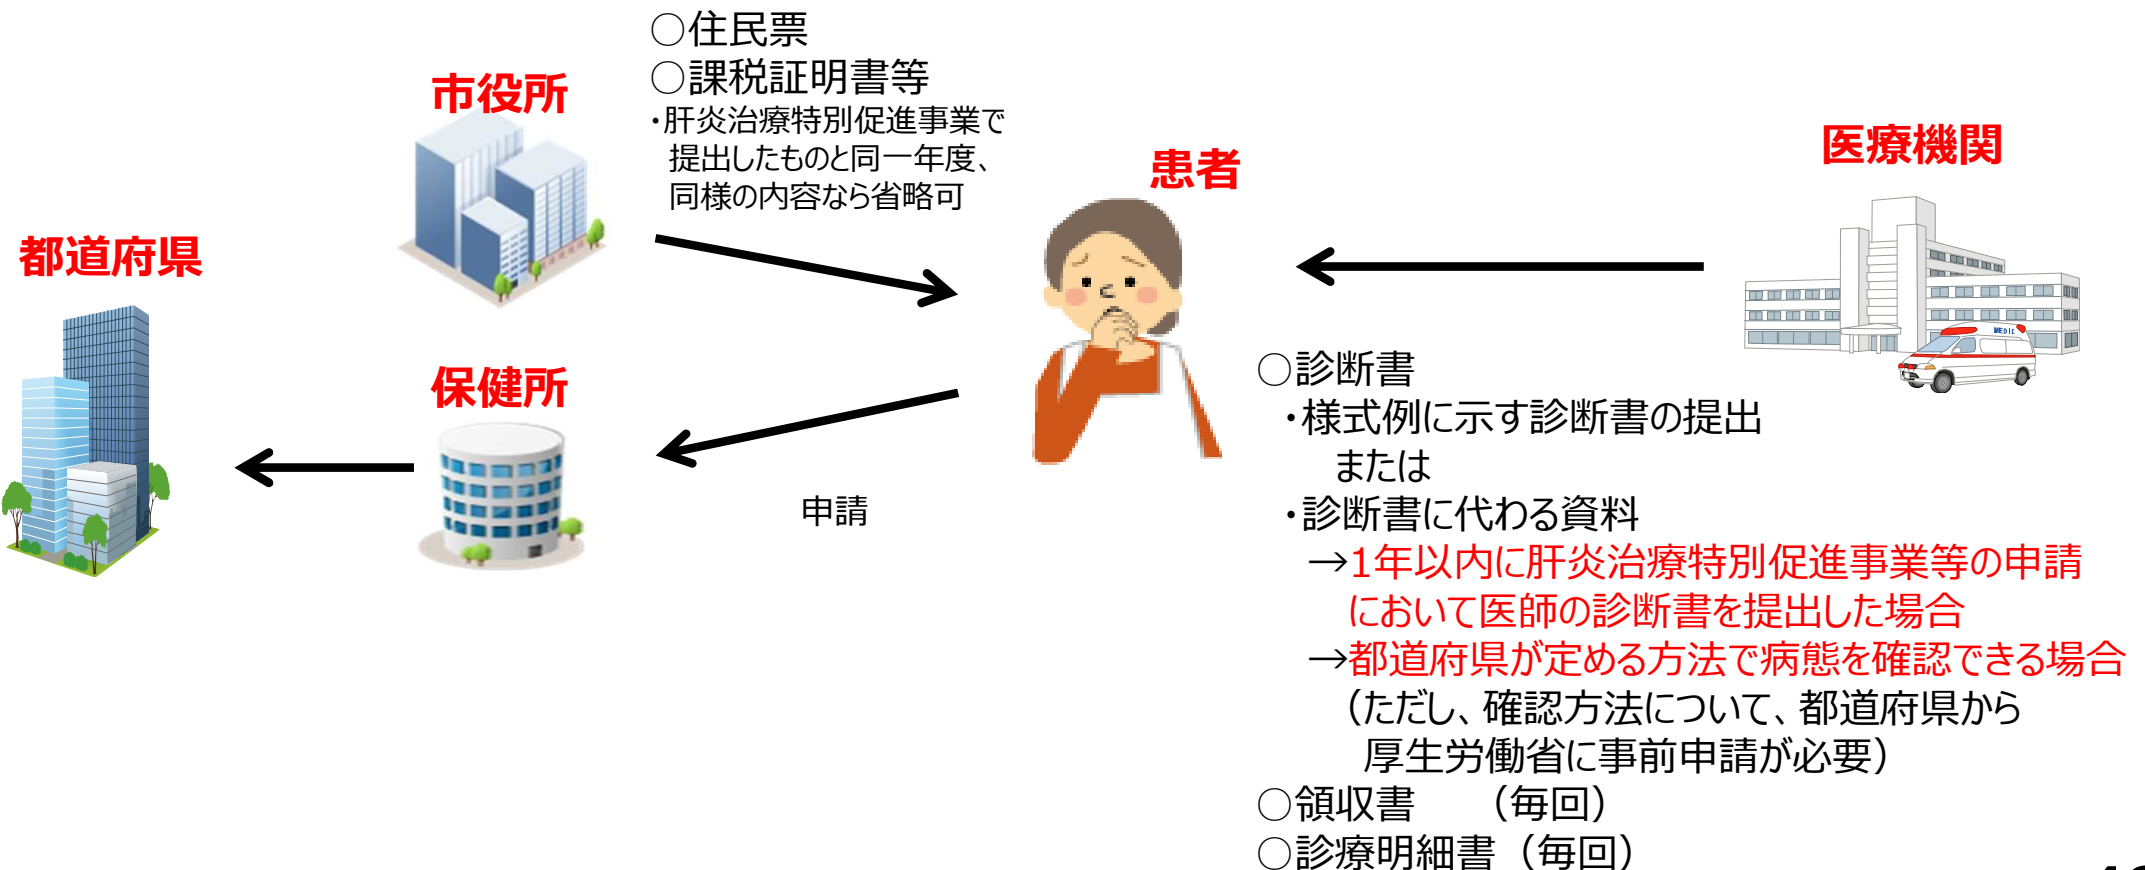 ○住民票
○課税証明書等
・肝炎治療特別促進事業で
提出したものと同一年度、
同様の内容なら省略可
市役所
患者
医療機関
都道府県
保健所
申請
MEDIC
○診断書
・様式例に示す診断書の提出
または
・診断書に代わる資料
→1年以内に肝炎治療特別促進事業等の申請
において医師の診断書を提出した場合
→都道府県が定める方法で病態を確認できる場合
（ただし、確認方法について、都道府県から
厚生労働省に事前申請が必要）
○領収書　（毎回）
○診療明細書（毎回）